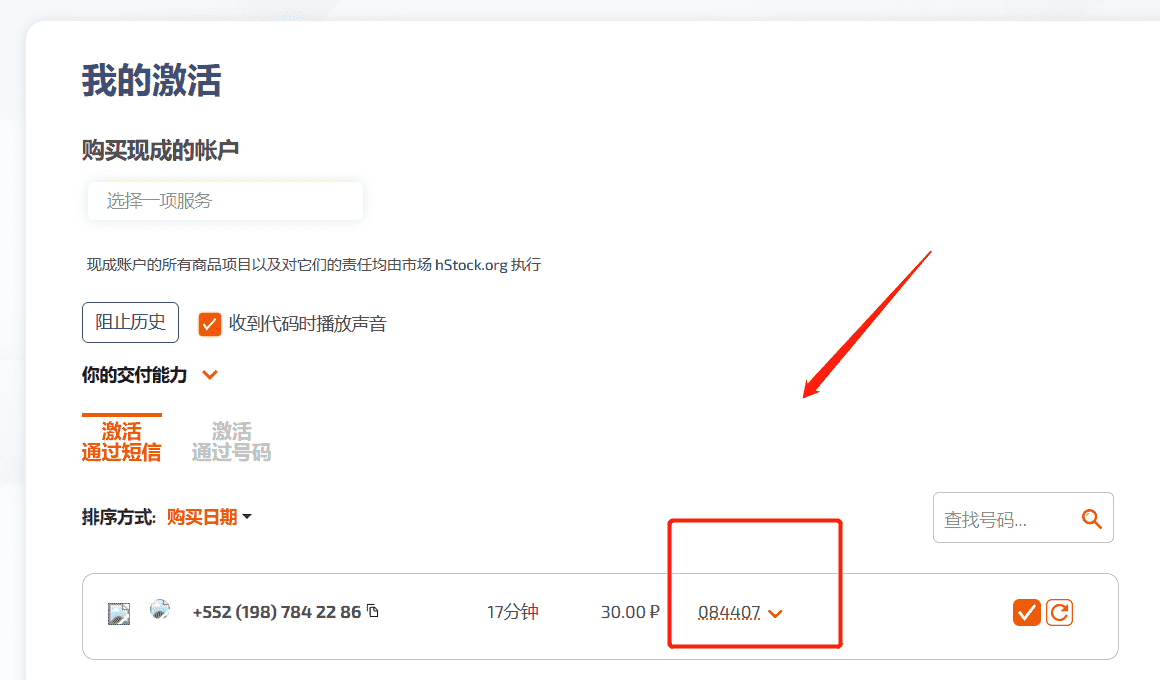 我的激活
购买现成的帐户
选择一项服务
现成账户的所有商品项目以及对它们的责任均由市场 hStock.org 执行
阻止历史 收到代码时播放声音
你的交付能力
激活 激活
通过短信 通过号码
排序方式: 购买日期
查找号码...
+552 (198) 784 22 86 17分钟 30.00 ₽ 084407